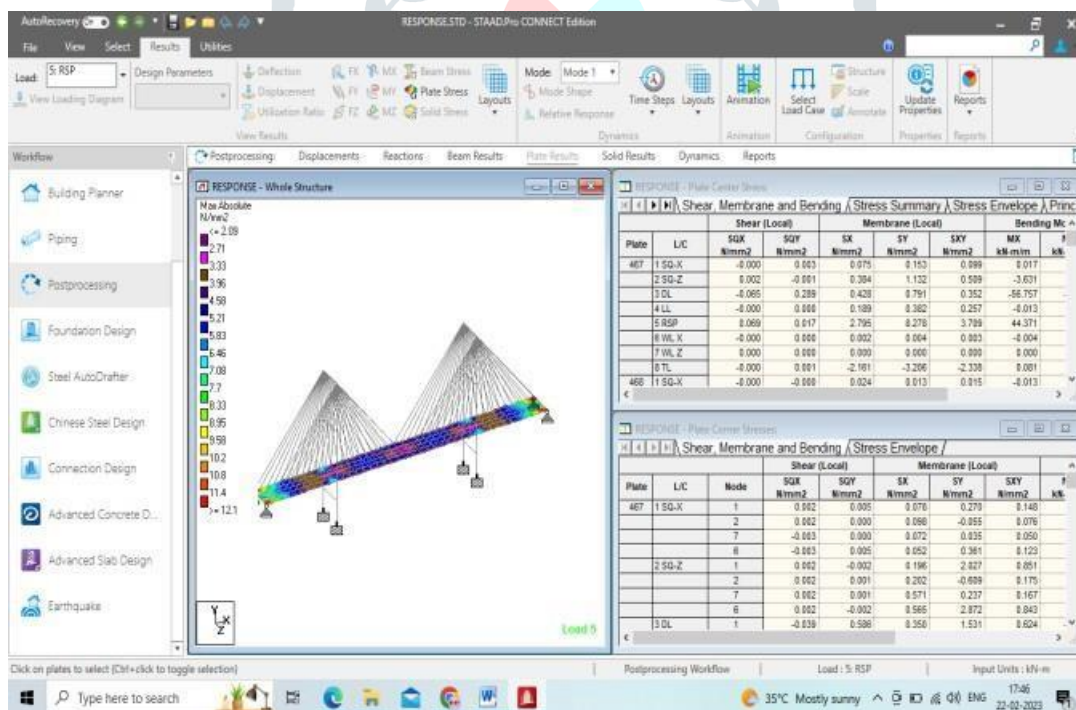 AutoRecovery
RESPONSE.STD - STAAD.Pro CONNECT Edition
File View Select Results Utilities
Load: 5: RSP
View Loading Diagram
Design Parameters
Deflection FX MX Beam Stress
Displacement FY MY Plate Stress
Utilization Ratio FZ MZ Solid Stress
Layouts
View Results
Mode: Mode 1
Mode Shape
Relative Response
Time Steps
Layouts
Dynamics
Animation
Animation
Select Load Case
Structure
Scale
Annotate
Configuration
Update Properties
Properties
Reports
Reports
Workflow
Postprocessing: Displacements Reactions Beam Results Plate Results Solid Results Dynamics Reports
Building Planner
Piping
Postprocessing
Foundation Design
Steel AutoDrafter
Chinese Steel Design
Connection Design
Advanced Concrete D...
Advanced Slab Design
Earthquake
RESPONSE - Whole Structure
Max Absolute
N/mm2
<= 2.09
2.71
3.33
3.96
4.58
5.21
5.83
6.46
7.08
7.7
8.33
8.95
9.58
10.2
10.8
11.4
>= 12.1
Y
X
Z
Load 5
RESPONSE - Plate Center Stress
Shear, Membrane and Bending Stress Summary Stress Envelope Princ
Shear (Local) Membrane (Local) Bending Mc
Plate L/C SQX N/mm2 SQY N/mm2 SX N/mm2 SY N/mm2 SXY N/mm2 MX kN-m/m
467 1 SQ-X -0.000 0.003 0.075 0.153 0.099 0.017
2 SQ-Z 0.002 -0.001 0.384 1.132 0.509 -3.631
3 DL -0.065 0.289 0.428 0.791 0.352 -56.757
4 LL -0.000 0.000 0.189 0.382 0.257 -0.013
5 RSP 0.069 0.017 2.795 8.278 3.709 44.371
6 WL X -0.000 0.000 0.002 0.004 0.003 -0.004
7 WL Z 0.000 0.000 0.000 0.000 0.000 0.000
8 TL -0.000 0.001 -2.161 -3.206 -2.338 0.081
468 1 SQ-X -0.000 -0.000 0.024 0.013 0.015 -0.013
RESPONSE - Plate Corner Stresses
Shear, Membrane and Bending Stress Envelope
Shear (Local) Membrane (Local)
Plate L/C Node SQX N/mm2 SQY N/mm2 SX N/mm2 SY N/mm2 SXY N/mm2
467 1 SQ-X 1 0.002 0.005 0.078 0.270 0.148
2 0.002 0.000 0.098 -0.055 0.076
7 -0.003 0.000 0.072 0.035 0.050
6 -0.003 0.005 0.052 0.361 0.123
2 SQ-Z 1 0.002 -0.002 0.196 2.027 0.851
2 0.002 0.001 0.202 -0.609 0.175
7 0.002 0.001 0.571 0.237 0.167
6 0.002 -0.002 0.565 2.872 0.843
3 DL 1 -0.039 0.586 0.350 1.531 0.624
Click on plates to select (Ctrl+click to toggle selection)
Postprocessing Workflow
Load : 5: RSP
Input Units : kN-m
Type here to search
35°C Mostly sunny
ENG
17:46
22-02-2023